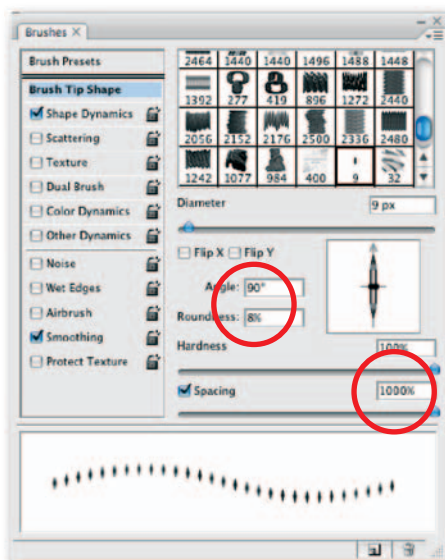 Brushes ×
Brush Presets
Brush Tip Shape
Shape Dynamics
Scattering
Texture
Dual Brush
Color Dynamics
Other Dynamics
Noise
Wet Edges
Airbrush
Smoothing
Protect Texture
2464 1440 1440 1496 1488 1448
1392 277 419 896 1272 2440
2056 2152 2176 2500 2336 2480
1242 1077 984 400 9 32
Diameter 9 px
Flip X Flip Y
Angle: 90°
Roundness: 8%
Hardness 100%
Spacing 1000%